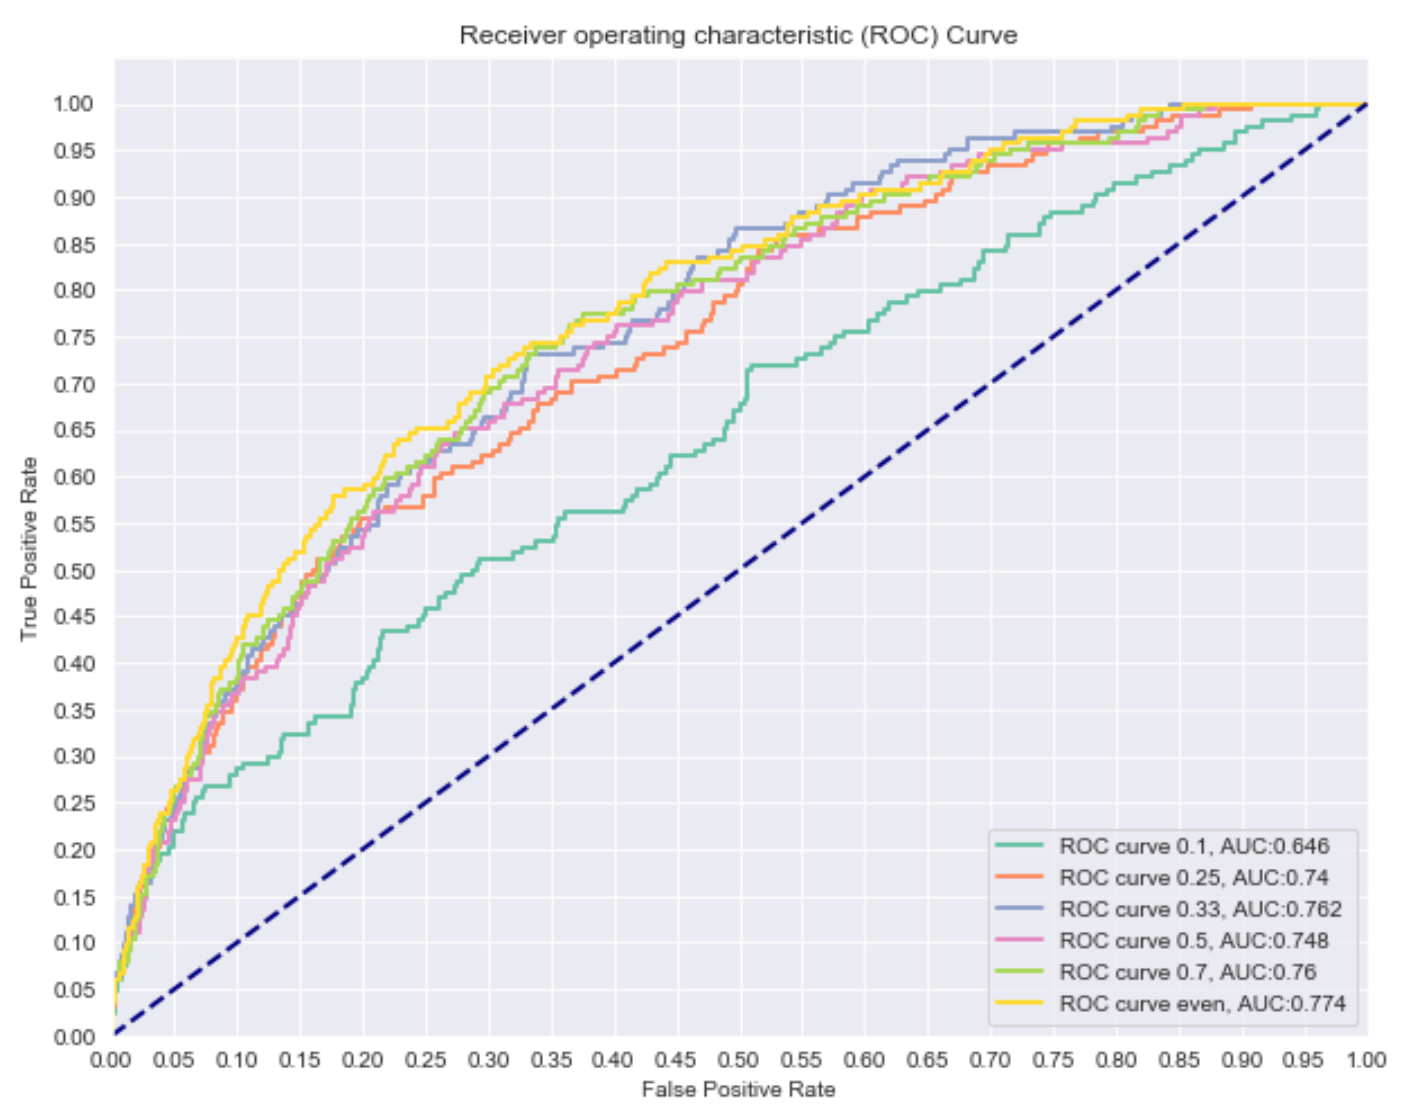 Receiver operating characteristic (ROC) Curve
1.00
0.95
0.90
0.85
0.80
0.75
0.70
0.65
0.60
0.55
0.50
0.45
0.40
0.35
0.30
0.25
0.20
0.15
0.10
0.05
0.00
True Positive Rate
ROC curve 0.1, AUC:0.646
ROC curve 0.25, AUC:0.74
ROC curve 0.33, AUC:0.762
ROC curve 0.5, AUC:0.748
ROC curve 0.7, AUC:0.76
ROC curve even, AUC:0.774
0.00 0.05 0.10 0.15 0.20 0.25 0.30 0.35 0.40 0.45 0.50 0.55 0.60 0.65 0.70 0.75 0.80 0.85 0.90 0.95 1.00
False Positive Rate